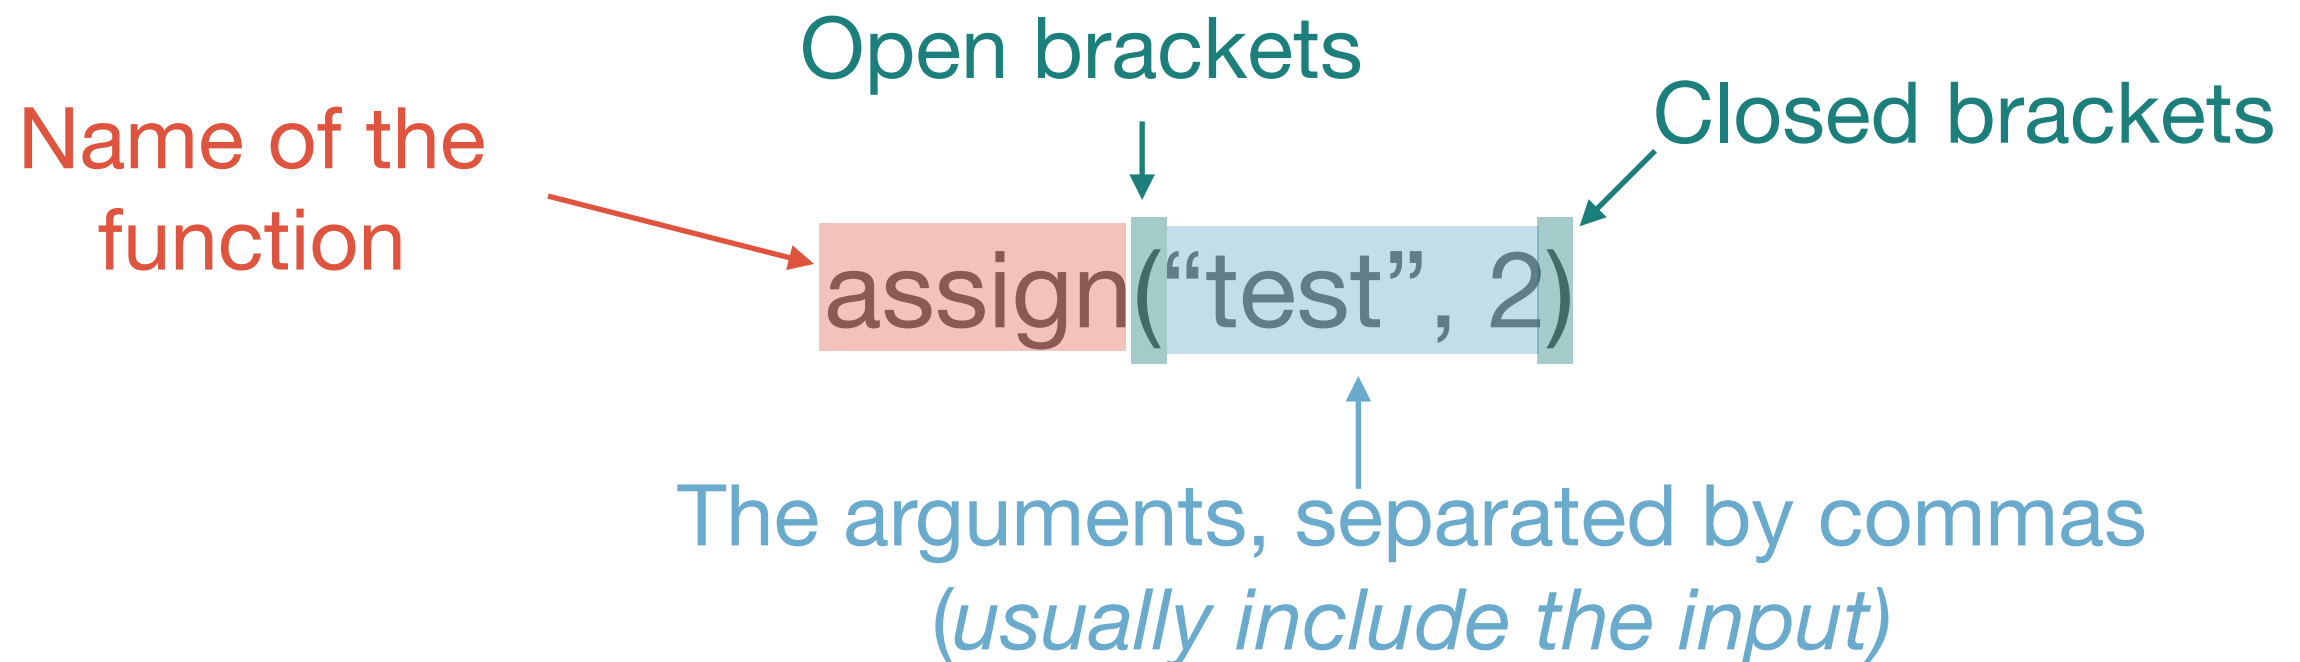 Open brackets
Closed brackets
Name of the
function
assign(“test”, 2)
The arguments, separated by commas
(usually include the input)